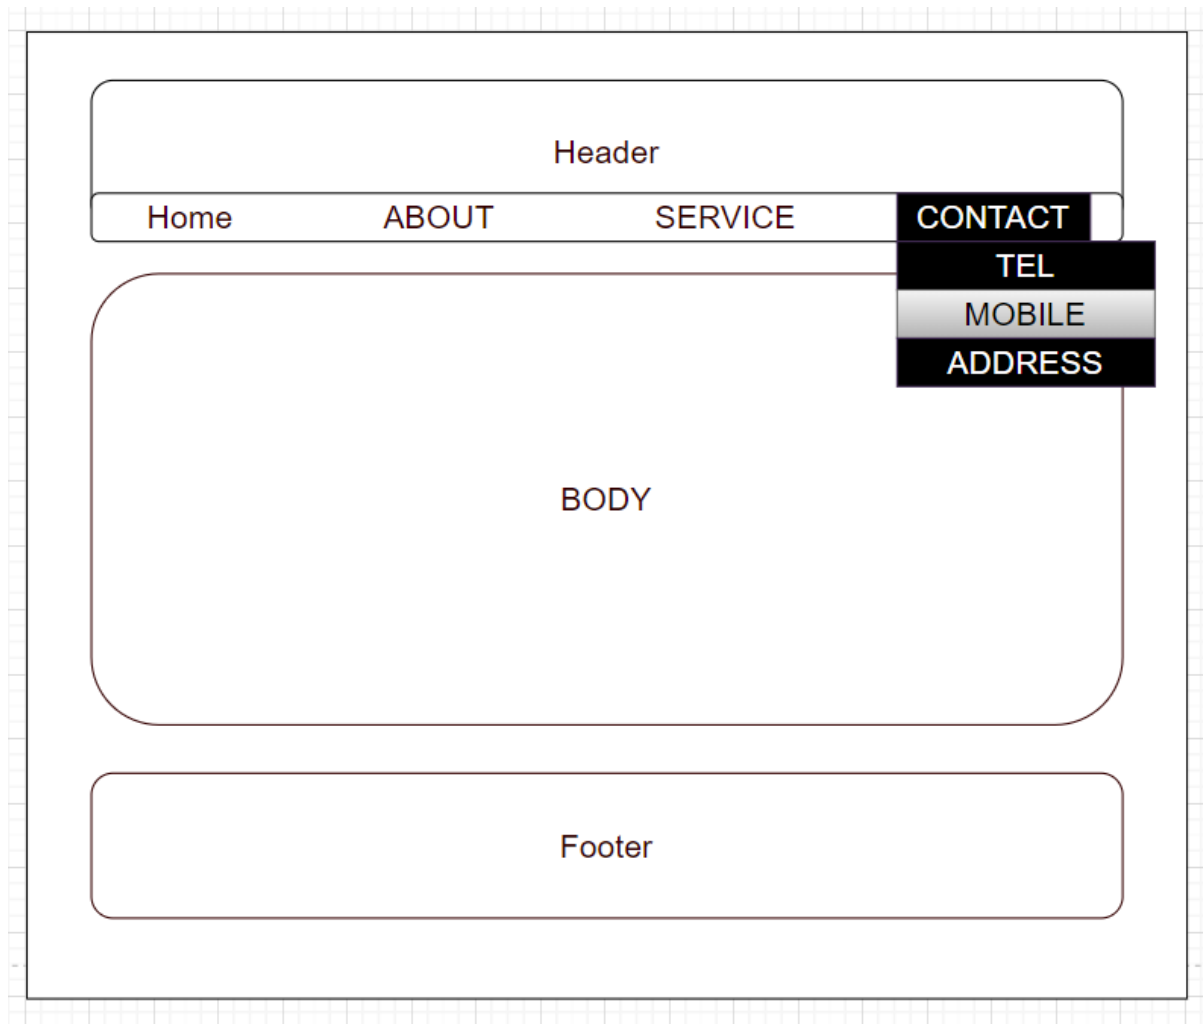 Header
Home ABOUT SERVICE CONTACT
TEL
MOBILE
ADDRESS
BODY
Footer